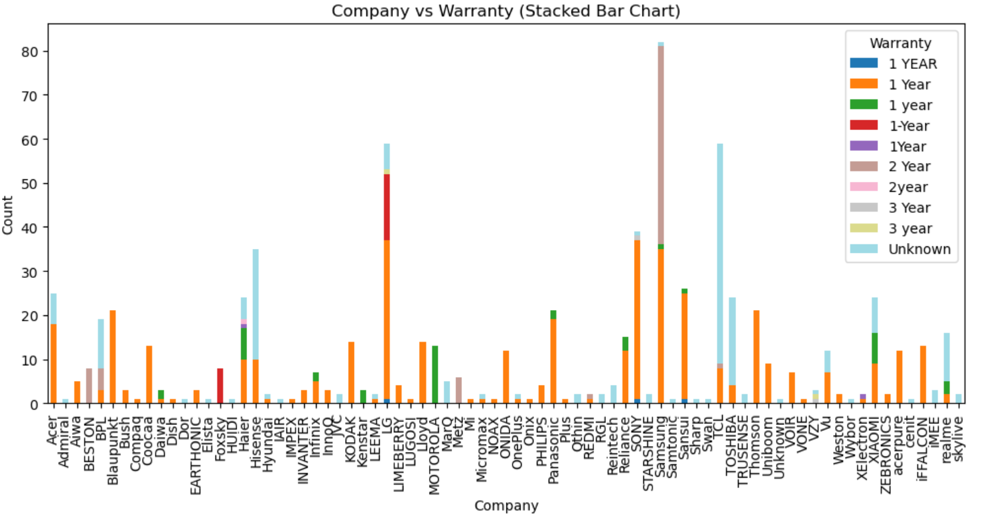 Company vs Warranty (Stacked Bar Chart)
Warranty
1 YEAR
1 Year
1 year
1-Year
1Year
2 Year
2year
3 Year
3 year
Unknown
Count
80
70
60
50
40
30
20
10
0
Acer
Admiral
Aiwa
BESTON
BPL
Blaupunkt
Bush
Compaq
Coocaa
Daiwa
Dish
Dor
EARTHONIC
Elista
Foxsky
HUIDI
Haier
Hisense
Hyundai
IAIR
IMPEX
INVANTER
Infinix
InnoQ
JVC
KODAK
Kenstar
LEEMA
LG
LIMEBERRY
LUGOSI
Lloyd
MOTOROLA
MarQ
Metz
Mi
Micromax
NOAX
ONIDA
OnePlus
Onix
PHILIPS
Panasonic
Plus
Qthin
REDMI
RGL
Reintech
Reliance
SONY
STARSHINE
Samsung
Samtonic
Sansui
Sharp
Swah
TCL
TOSHIBA
TRUSENSE
Thomson
Uniboom
Unknown
VOIR
VONE
VZY
Vu
Weston
Wybor
XElectron
XIAOMI
ZEBRONICS
acerpure
cenit
iFFALCON
iMEE
realme
skylive
Company